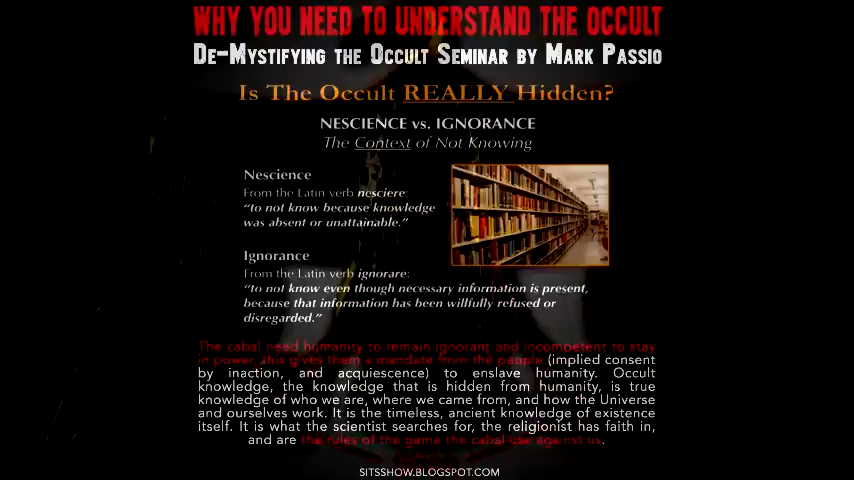 WHY YOU NEED TO UNDERSTAND THE OCCULT
DE-MYSTIFYING THE OCCULT SEMINAR BY MARK PASSIO
Is The Occult REALLY Hidden?
NESCIENCE vs. IGNORANCE
The Context of Not Knowing
Nescience
From the Latin verb nesciere:
“to not know because knowledge
was absent or unattainable.”
Ignorance
From the Latin verb ignorare:
“to not know even though necessary information is present,
because that information has been willfully refused or
disregarded.”
The cabal need humanity to remain ignorant and incompetent to stay
in power, this gives them a mandate from the people (implied consent
by inaction, and acquiescence) to enslave humanity. Occult
knowledge, the knowledge that is hidden from humanity, is true
knowledge of who we are, where we came from, and how the Universe
and ourselves work. It is the timeless, ancient knowledge of existence
itself. It is what the scientist searches for, the religionist has faith in,
and are the rules of the game the cabal use against us.
SITSSHOW.BLOGSPOT.COM